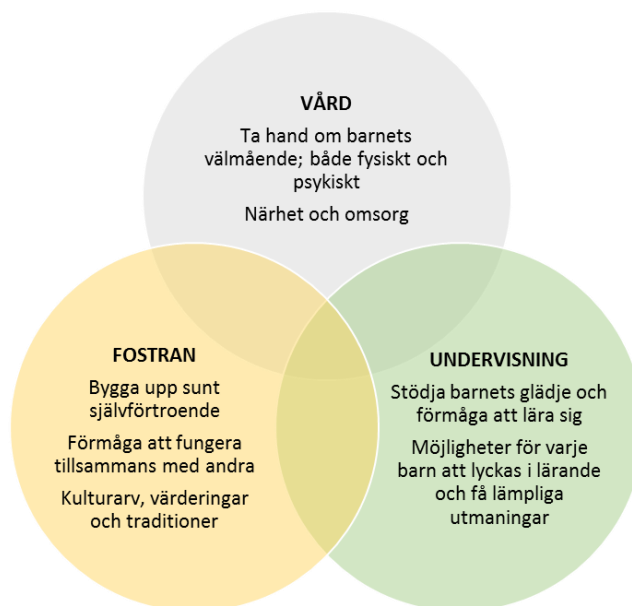 VÅRD
Ta hand om barnets
välmående; både fysiskt och
psykiskt
Närhet och omsorg
FOSTRAN
Bygga upp sunt
självförtroende
Förmåga att fungera
tillsammans med andra
Kulturarv, värderingar
och traditioner
UNDERVISNING
Stödja barnets glädje och
förmåga att lära sig
Möjligheter för varje
barn att lyckas i lärande
och få lämpliga
utmaningar